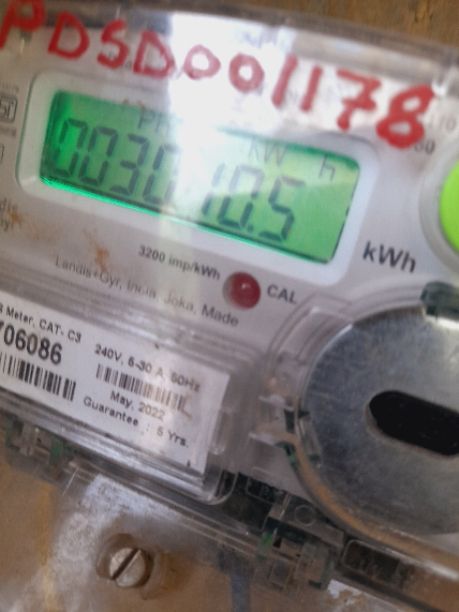 PDSD001178
kW h
003010.5
kWh
3200 imp/kWh
CAL
Landis+Gyr, India, Joka, Made
Meter, CAT- C3
706086
240V, 5-30 A, 50Hz
May, 2022
Guarantee : 5 Yrs.